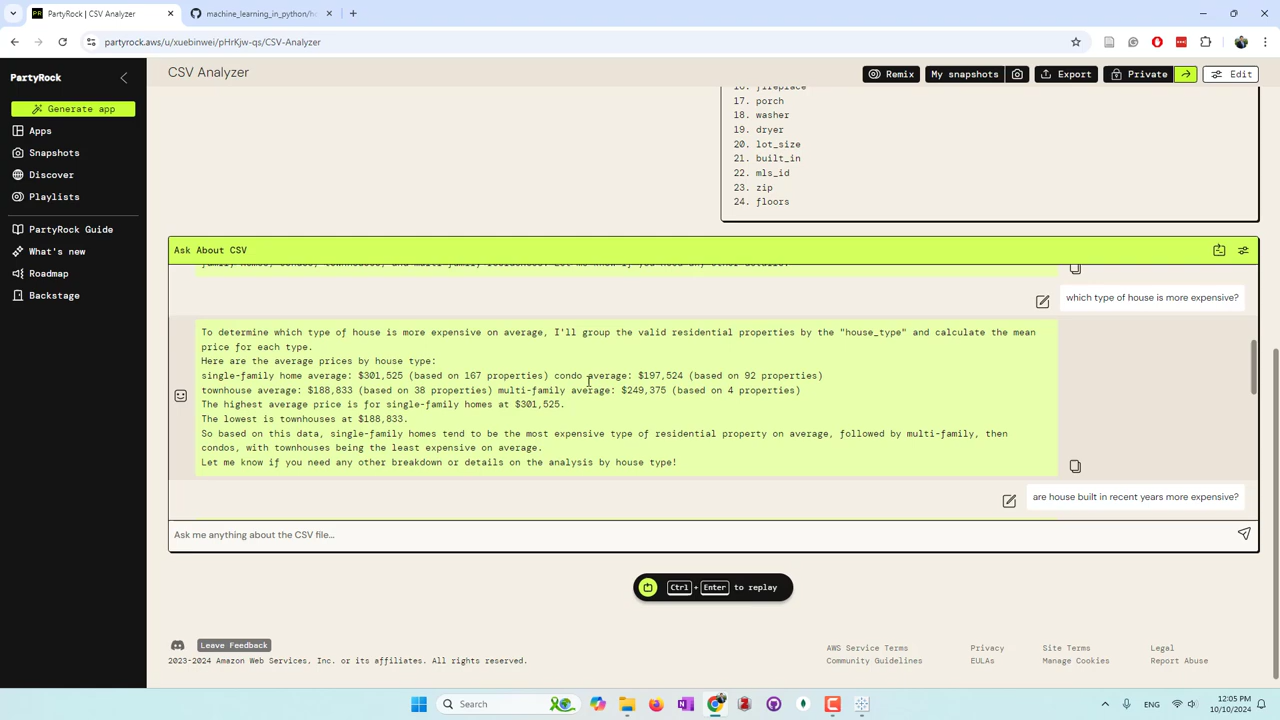 PartyRock | CSV Analyzer
machine_learning_in_python/ho
partyrock.aws/u/xuebinwei/pHrKjw-qs/CSV-Analyzer
PartyRock
Generate app
Apps
Snapshots
Discover
Playlists
PartyRock Guide
What's new
Roadmap
Backstage
CSV Analyzer
Remix
My snapshots
Export
Private
Edit
16. fireplace
17. porch
18. washer
19. dryer
20. lot_size
21. built_in
22. mls_id
23. zip
24. floors
Ask About CSV
which type of house is more expensive?
To determine which type of house is more expensive on average, I'll group the valid residential properties by the "house_type" and calculate the mean
price for each type.
Here are the average prices by house type:
single-family home average: $301,525 (based on 167 properties) condo average: $197,524 (based on 92 properties)
townhouse average: $188,833 (based on 38 properties) multi-family average: $249,375 (based on 4 properties)
The highest average price is for single-family homes at $301,525.
The lowest is townhouses at $188,833.
So based on this data, single-family homes tend to be the most expensive type of residential property on average, followed by multi-family, then
condos, with townhouses being the least expensive on average.
Let me know if you need any other breakdown or details on the analysis by house type!
are house built in recent years more expensive?
Ask me anything about the CSV file...
Ctrl + Enter to replay
Leave Feedback
2023-2024 Amazon Web Services, Inc. or its affiliates. All rights reserved.
AWS Service Terms
Privacy
Site Terms
Legal
Community Guidelines
EULAs
Manage Cookies
Report Abuse
Search
ENG
12:05 PM
10/10/2024